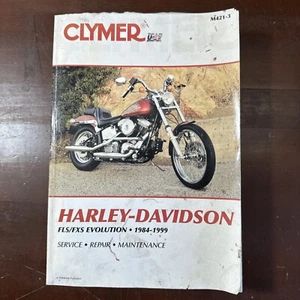 M421-3
CLYMER
HARLEY-DAVIDSON
FLS/FXS EVOLUTION • 1984-1999
SERVICE • REPAIR • MAINTENANCE